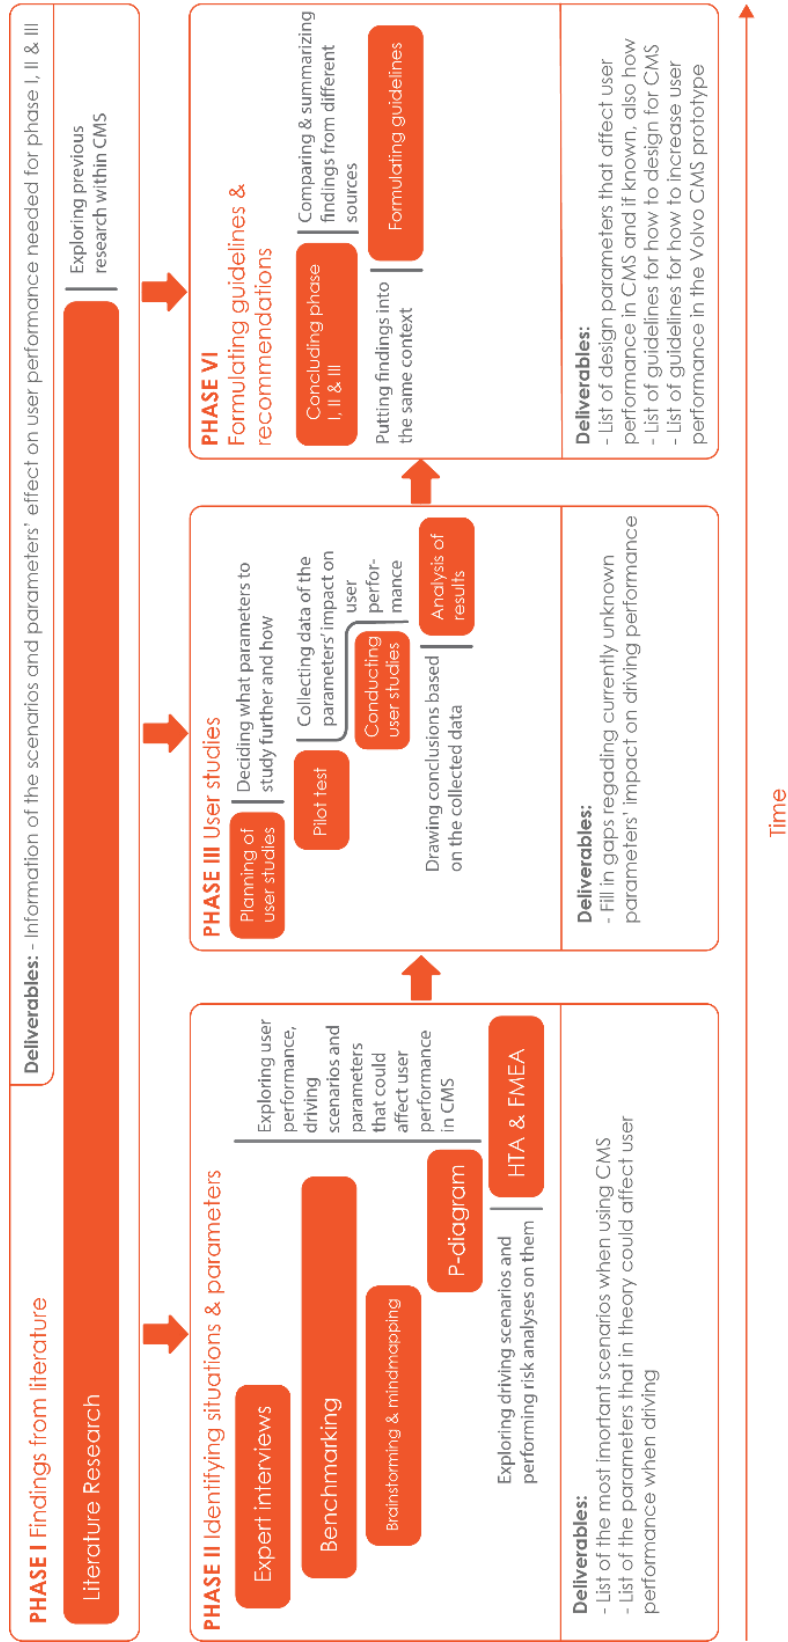 PHASE I Findings from literature
Deliverables: - Information of the scenarios and parameters' effect on user performance needed for phase I, II & III
Literature Research
Exploring previous
research within CMS
PHASE II Identifying situations & parameters
Expert interviews
Benchmarking
Brainstorming & mindmapping
P-diagram
HTA & FMEA
Exploring user
performance,
driving
scenarios and
parameters
that could
affect user
performance
in CMS
Exploring driving scenarios and
performing risk analyses on them
Deliverables:
- List of the most important scenarios when using CMS
- List of the parameters that in theory could affect user
performance when driving
PHASE III User studies
Planning of
user studies
Deciding what parameters to
study further and how
Pilot test
Collecting data of the
parameters' impact on
user
perfor-
mance
Conducting
user studies
Analysis of
results
Drawing conclusions based
on the collected data
Deliverables:
- Fill in gaps regading currently unknown
parameters' impact on driving performance
PHASE VI
Formulating guidelines &
recommendations
Concluding phase
I, II & III
Comparing & summarizing
findings from different
sources
Formulating guidelines
Putting findings into
the same context
Deliverables:
- List of design parameters that affect user
performance in CMS and if known, also how
- List of guidelines for how to design for CMS
- List of guidelines for how to increase user
performance in the Volvo CMS prototype
Time